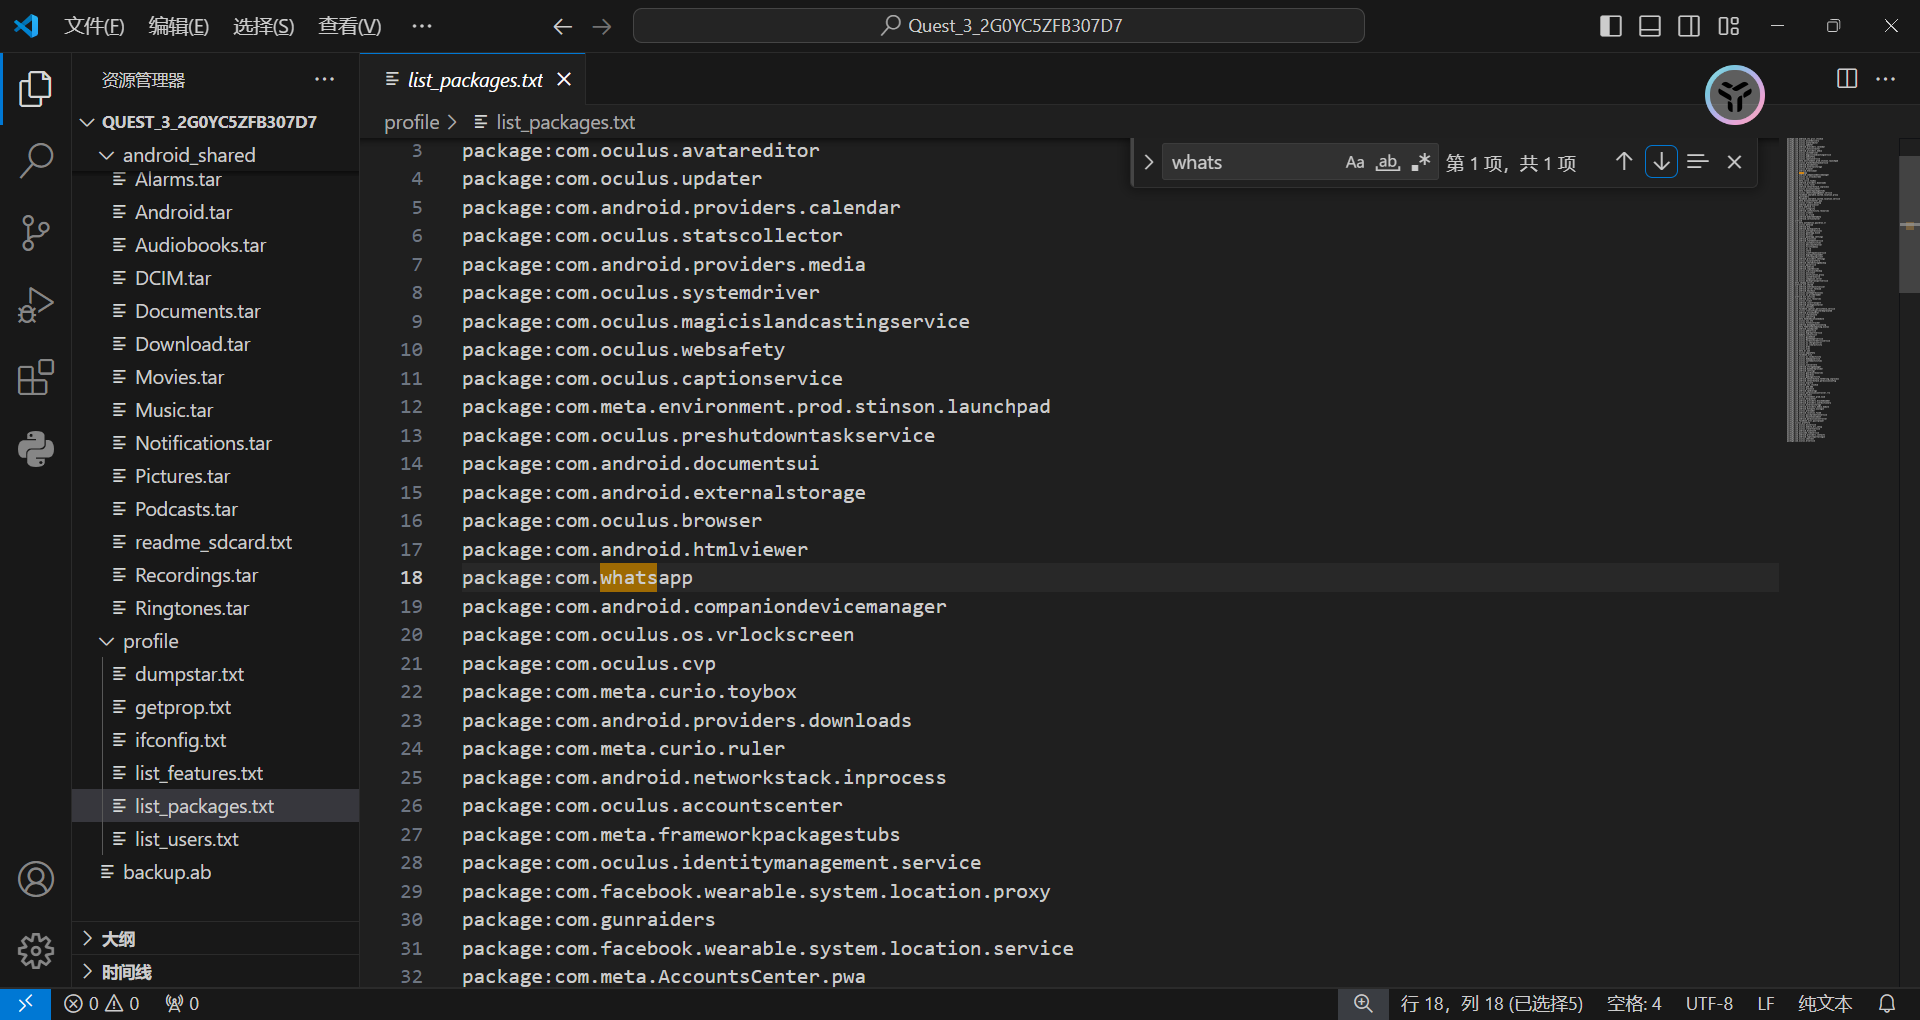 文件(F) 编辑(E) 选择(S) 查看(V) ··· Quest_3_2G0YC5ZFB307D7
资源管理器 ···
QUEST_3_2G0YC5ZFB307D7
android_shared
Alarms.tar
Android.tar
Audiobooks.tar
DCIM.tar
Documents.tar
Download.tar
Movies.tar
Music.tar
Notifications.tar
Pictures.tar
Podcasts.tar
readme_sdcard.txt
Recordings.tar
Ringtones.tar
profile
dumpstar.txt
getprop.txt
ifconfig.txt
list_features.txt
list_packages.txt
list_users.txt
backup.ab
大纲
时间线
list_packages.txt
profile > list_packages.txt
whats Aa ab .* 第 1 项，共 1 项
3 package:com.oculus.avatareditor
4 package:com.oculus.updater
5 package:com.android.providers.calendar
6 package:com.oculus.statscollector
7 package:com.android.providers.media
8 package:com.oculus.systemdriver
9 package:com.oculus.magicislandcastingservice
10 package:com.oculus.websafety
11 package:com.oculus.captionservice
12 package:com.meta.environment.prod.stinson.launchpad
13 package:com.oculus.preshutdowntaskservice
14 package:com.android.documentsui
15 package:com.android.externalstorage
16 package:com.oculus.browser
17 package:com.android.htmlviewer
18 package:com.whatsapp
19 package:com.android.companiondevicemanager
20 package:com.oculus.os.vrlockscreen
21 package:com.oculus.cvp
22 package:com.meta.curio.toybox
23 package:com.android.providers.downloads
24 package:com.meta.curio.ruler
25 package:com.android.networkstack.inprocess
26 package:com.oculus.accountscenter
27 package:com.meta.frameworkpackagestubs
28 package:com.oculus.identitymanagement.service
29 package:com.facebook.wearable.system.location.proxy
30 package:com.gunraiders
31 package:com.facebook.wearable.system.location.service
32 package:com.meta.AccountsCenter.pwa
0 0 0 行 18，列 18 (已选择5) 空格: 4 UTF-8 LF 纯文本